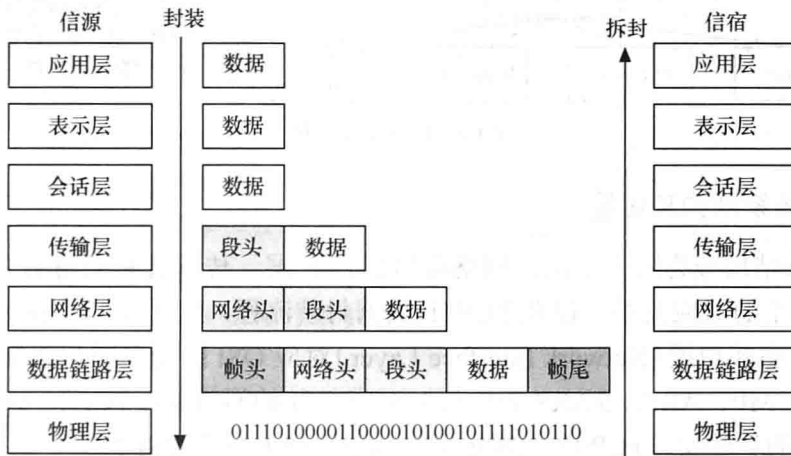 信源 封装 拆封 信宿
应用层 数据 应用层
表示层 数据 表示层
会话层 数据 会话层
传输层 段头 数据 传输层
网络层 网络头 段头 数据 网络层
数据链路层 帧头 网络头 段头 数据 帧尾 数据链路层
物理层 0111010000110000101001011111010110 物理层